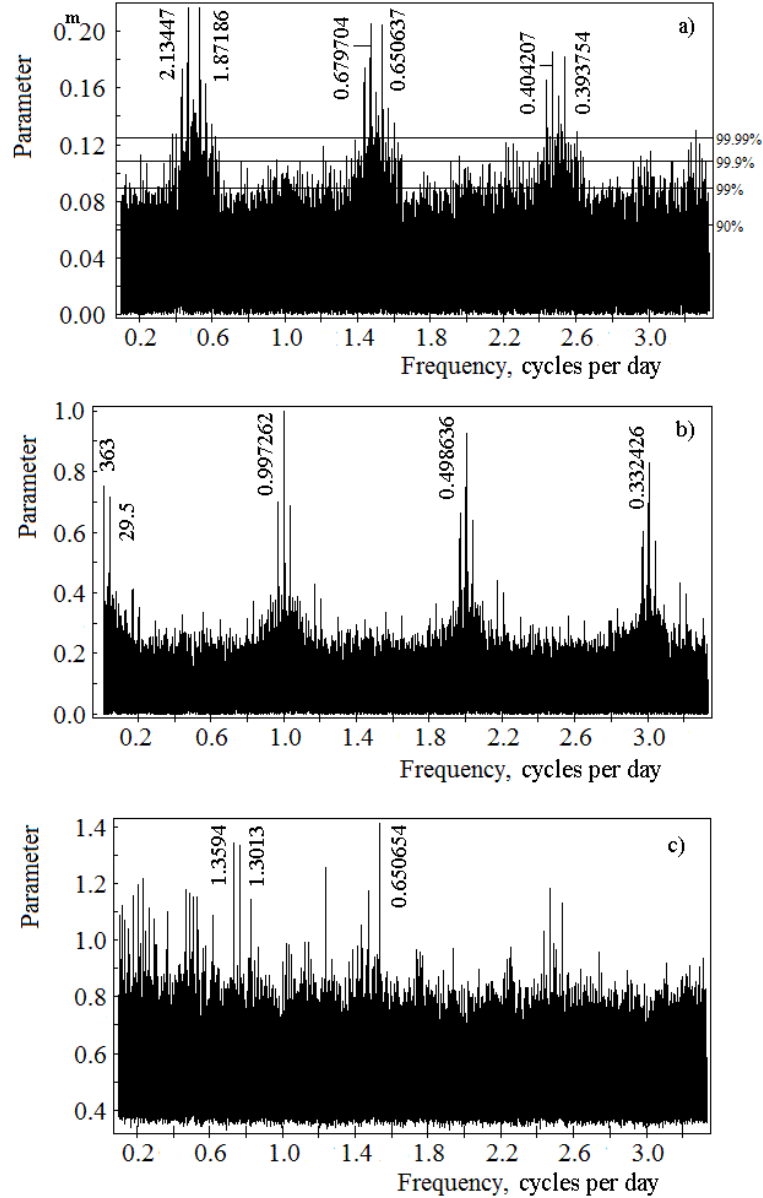 m
a)
0.20
0.16
0.12
0.08
0.04
0.00
Parameter
2.13447
1.87186
0.679704
0.650637
0.404207
0.393754
99.99%
99.9%
99%
90%
0.2 0.6 1.0 1.4 1.8 2.2 2.6 3.0
Frequency, cycles per day
b)
1.0
0.8
0.6
0.4
0.2
0.0
Parameter
363
29.5
0.997262
0.498636
0.332426
0.2 0.6 1.0 1.4 1.8 2.2 2.6 3.0
Frequency, cycles per day
c)
1.4
1.2
1.0
0.8
0.6
0.4
Parameter
1.3594
1.3013
0.650654
0.2 0.6 1.0 1.4 1.8 2.2 2.6 3.0
Frequency, cycles per day